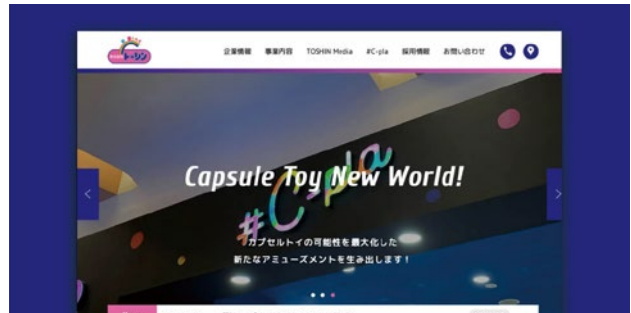 トーシン
企業情報 事業内容 TOSHIN Media #C-pla 採用情報 お問い合わせ
Capsule Toy New World!
#C-pla
カプセルトイの可能性を最大化した
新たなアミューズメントを生み出します！